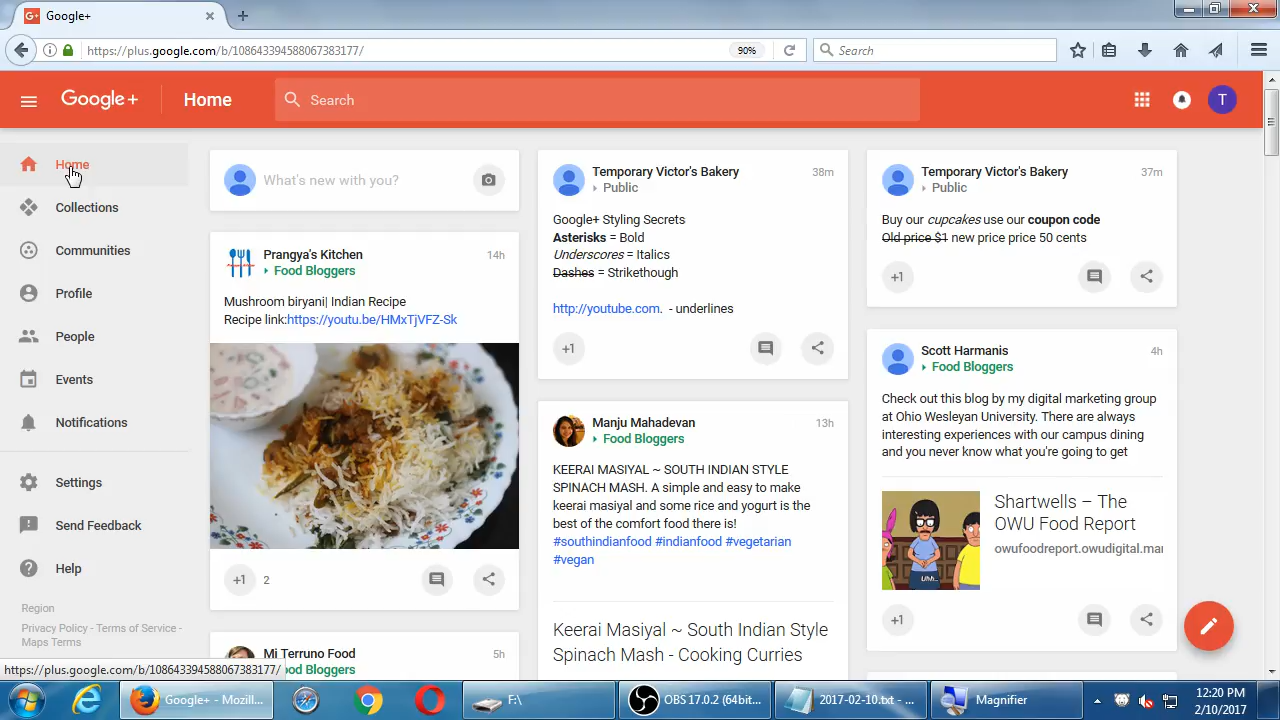 Google+
https://plus.google.com/b/108643394588067383177/
90%
Search
Google+
Home
Search
T
Home
Collections
Communities
Profile
People
Events
Notifications
Settings
Send Feedback
Help
Region
Privacy Policy - Terms of Service -
Maps Terms
What's new with you?
Prangya's Kitchen
14h
Food Bloggers
Mushroom biryani| Indian Recipe
Recipe link:https://youtu.be/HMxTjVFZ-Sk
+1
2
Mi Terruno Food
5h
Food Bloggers
Temporary Victor's Bakery
38m
Public
Google+ Styling Secrets
Asterisks = Bold
Underscores = Italics
Dashes = Strikethough
http://youtube.com. - underlines
+1
Manju Mahadevan
13h
Food Bloggers
KEERAI MASIYAL ~ SOUTH INDIAN STYLE
SPINACH MASH. A simple and easy to make
keerai masiyal and some rice and yogurt is the
best of the comfort food there is!
#southindianfood #indianfood #vegetarian
#vegan
Keerai Masiyal ~ South Indian Style
Spinach Mash - Cooking Curries
Temporary Victor's Bakery
37m
Public
Buy our cupcakes use our coupon code
Old price $1 new price price 50 cents
+1
Scott Harmanis
4h
Food Bloggers
Check out this blog by my digital marketing group
at Ohio Wesleyan University. There are always
interesting experiences with our campus dining
and you never know what you're going to get
Uhh..
Shartwells – The
OWU Food Report
owufoodreport.owudigital.mar
+1
https://plus.google.com/b/108643394588067383177/
Google+ - Mozill...
F:\
OBS 17.0.2 (64bit...
2017-02-10.txt - ...
Magnifier
12:20 PM
2/10/2017